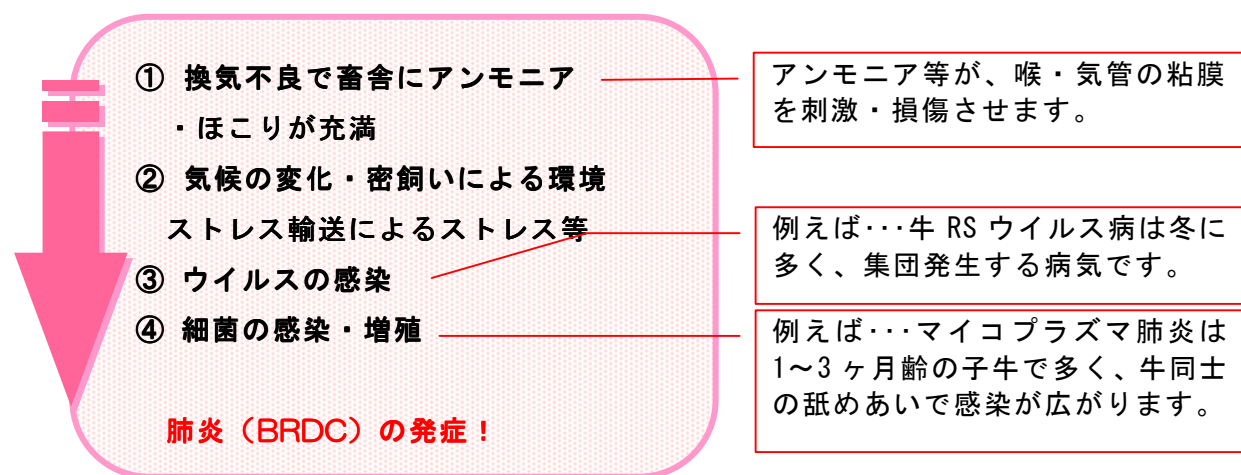 ① 換気不良で畜舎にアンモニア
・ほこりが充満
② 気候の変化・密飼いによる環境
ストレス輸送によるストレス等
③ ウイルスの感染
④ 細菌の感染・増殖
肺炎（BRDC）の発症！
アンモニア等が、喉・気管の粘膜
を刺激・損傷させます。
例えば･･･牛 RS ウイルス病は冬に
多く、集団発生する病気です。
例えば･･･マイコプラズマ肺炎は
1～3 ヶ月齢の子牛で多く、牛同士
の舐めあいで感染が広がります。